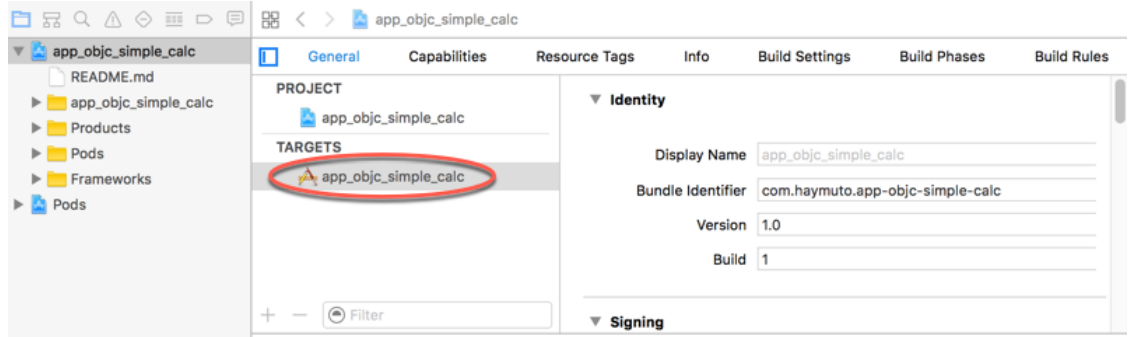 app_objc_simple_calc
app_objc_simple_calc
README.md
app_objc_simple_calc
Products
Pods
Frameworks
Pods
General Capabilities Resource Tags Info Build Settings Build Phases Build Rules
PROJECT
app_objc_simple_calc
TARGETS
app_objc_simple_calc
Filter
Identity
Display Name app_objc_simple_calc
Bundle Identifier com.haymuto.app-objc-simple-calc
Version 1.0
Build 1
Signing